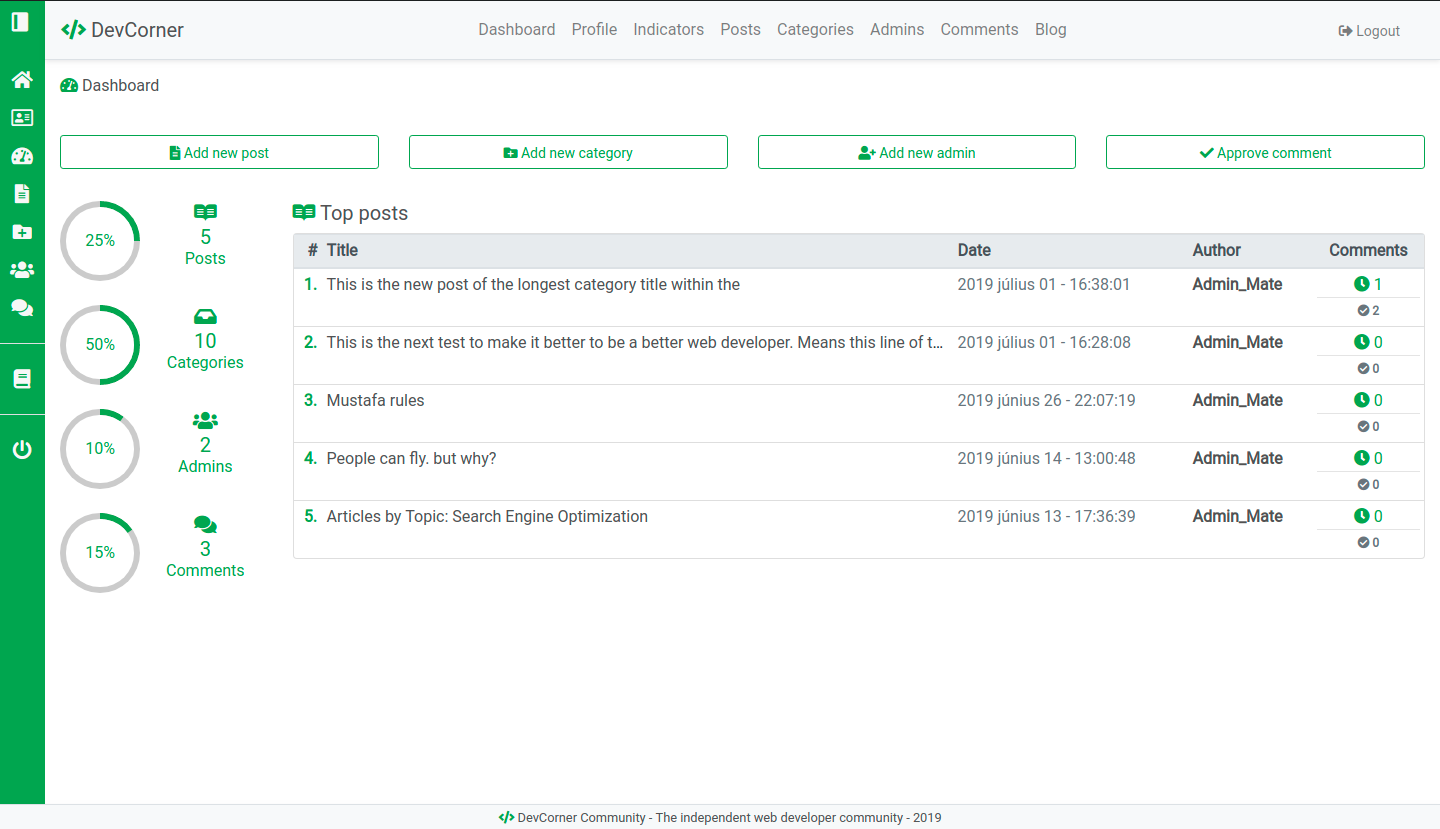 DevCorner Dashboard Profile Indicators Posts Categories Admins Comments Blog Logout
Dashboard
Add new post Add new category Add new admin Approve comment
25%
5
Posts
50%
10
Categories
10%
2
Admins
15%
3
Comments
Top posts
# Title Date Author Comments
1. This is the new post of the longest category title within the 2019 július 01 - 16:38:01 Admin_Mate 1
2
2. This is the next test to make it better to be a better web developer. Means this line of t... 2019 július 01 - 16:28:08 Admin_Mate 0
0
3. Mustafa rules 2019 június 26 - 22:07:19 Admin_Mate 0
0
4. People can fly. but why? 2019 június 14 - 13:00:48 Admin_Mate 0
0
5. Articles by Topic: Search Engine Optimization 2019 június 13 - 17:36:39 Admin_Mate 0
0
DevCorner Community - The independent web developer community - 2019